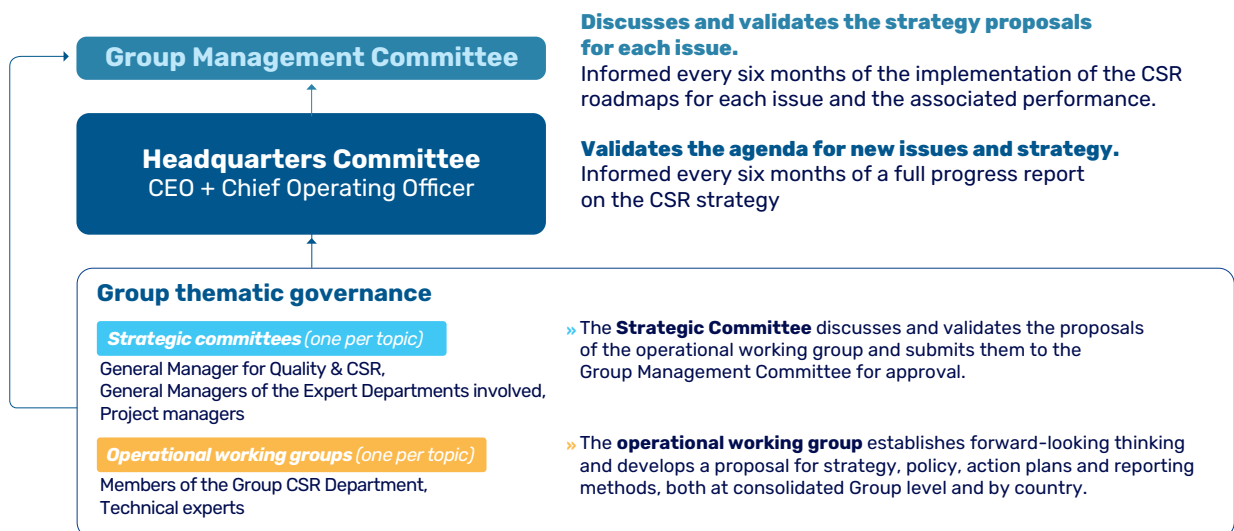 Group Management Committee
Discusses and validates the strategy proposals
for each issue.
Informed every six months of the implementation of the CSR
roadmaps for each issue and the associated performance.
Headquarters Committee
CEO + Chief Operating Officer
Validates the agenda for new issues and strategy.
Informed every six months of a full progress report
on the CSR strategy
Group thematic governance
Strategic committees (one per topic)
General Manager for Quality & CSR,
General Managers of the Expert Departments involved,
Project managers
» The Strategic Committee discusses and validates the proposals
of the operational working group and submits them to the
Group Management Committee for approval.
Operational working groups (one per topic)
Members of the Group CSR Department,
Technical experts
» The operational working group establishes forward-looking thinking
and develops a proposal for strategy, policy, action plans and reporting
methods, both at consolidated Group level and by country.